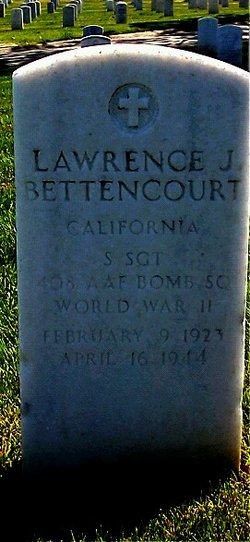 LAWRENCE J
BETTENCOURT
CALIFORNIA
S SGT
408 AAF BOMB SQ
WORLD WAR II
FEBRUARY 9 1923
APRIL 16 1944